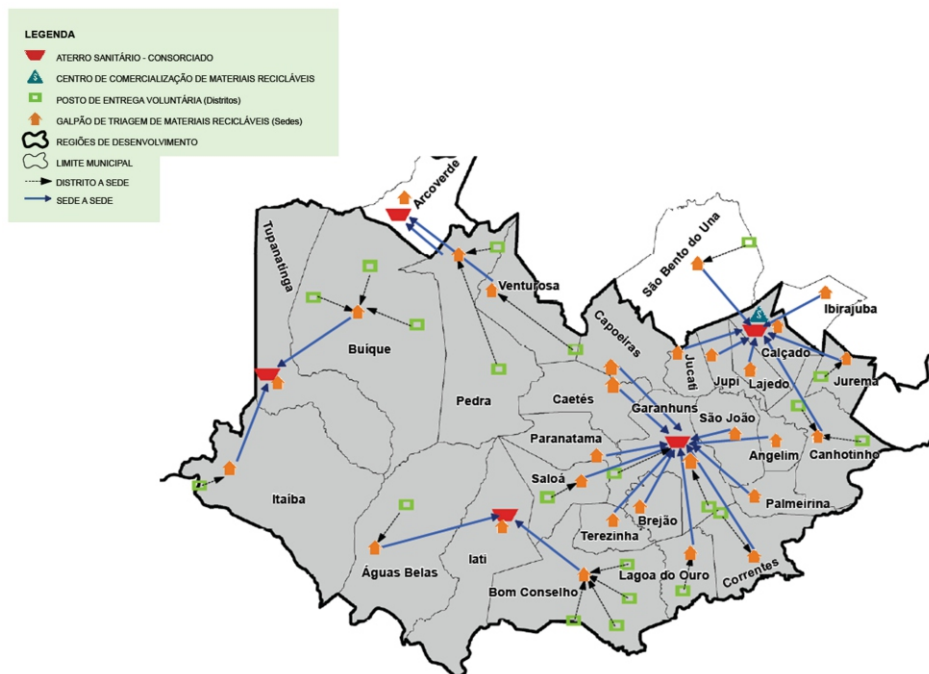 LEGENDA
ATERRO SANITÁRIO - CONSORCIADO
CENTRO DE COMERCIALIZAÇÃO DE MATERIAIS RECICLÁVEIS
POSTO DE ENTREGA VOLUNTÁRIA (Distritos)
GALPÃO DE TRIAGEM DE MATERIAIS RECICLÁVEIS (Sedes)
REGIÕES DE DESENVOLVIMENTO
LIMITE MUNICIPAL
DISTRITO A SEDE
SEDE A SEDE
Arcoverde
Tupanatinga
São Bento do Una
Venturosa
Ibirajuba
Capoeiras
Buíque
Calçado
Jucati
Jupi
Lajedo
Jurema
Pedra
Caetés
Garanhuns
São João
Paranatama
Angelim
Canhotinho
Saloá
Itaíba
Palmeirina
Brejão
Terezinha
Iati
Águas Belas
Lagoa do Ouro
Correntes
Bom Conselho
$